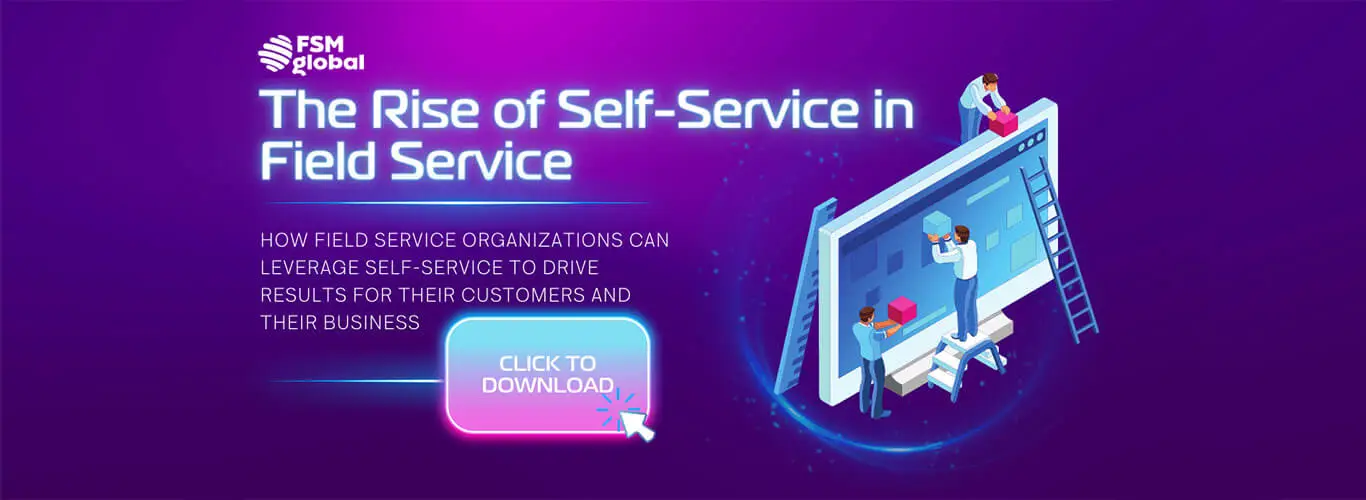 FSM
global
The Rise of Self-Service in
Field Service
HOW FIELD SERVICE ORGANIZATIONS CAN
LEVERAGE SELF-SERVICE TO DRIVE
RESULTS FOR THEIR CUSTOMERS AND
THEIR BUSINESS
CLICK TO
DOWNLOAD